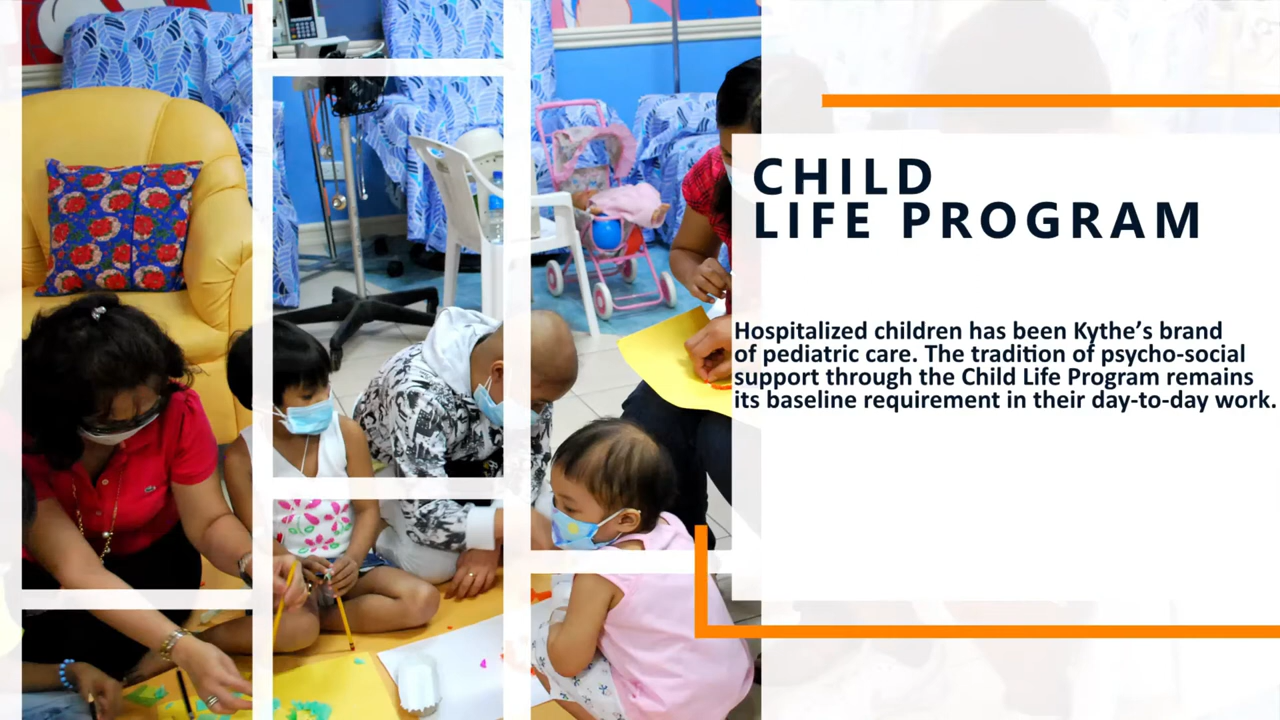 CHILD
LIFE PROGRAM
Hospitalized children has been Kythe’s brand
of pediatric care. The tradition of psycho-social
support through the Child Life Program remains
its baseline requirement in their day-to-day work.